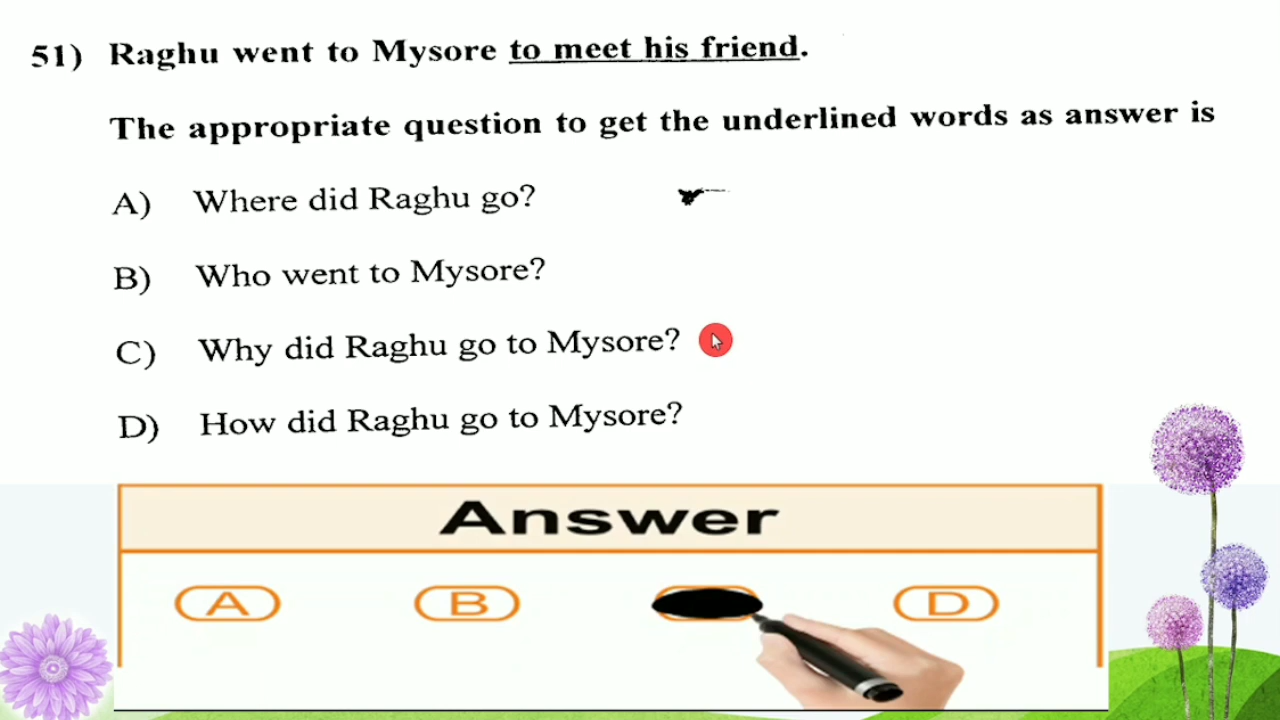 51) Raghu went to Mysore to meet his friend.
The appropriate question to get the underlined words as answer is
A) Where did Raghu go?
B) Who went to Mysore?
C) Why did Raghu go to Mysore?
D) How did Raghu go to Mysore?
Answer
A B D